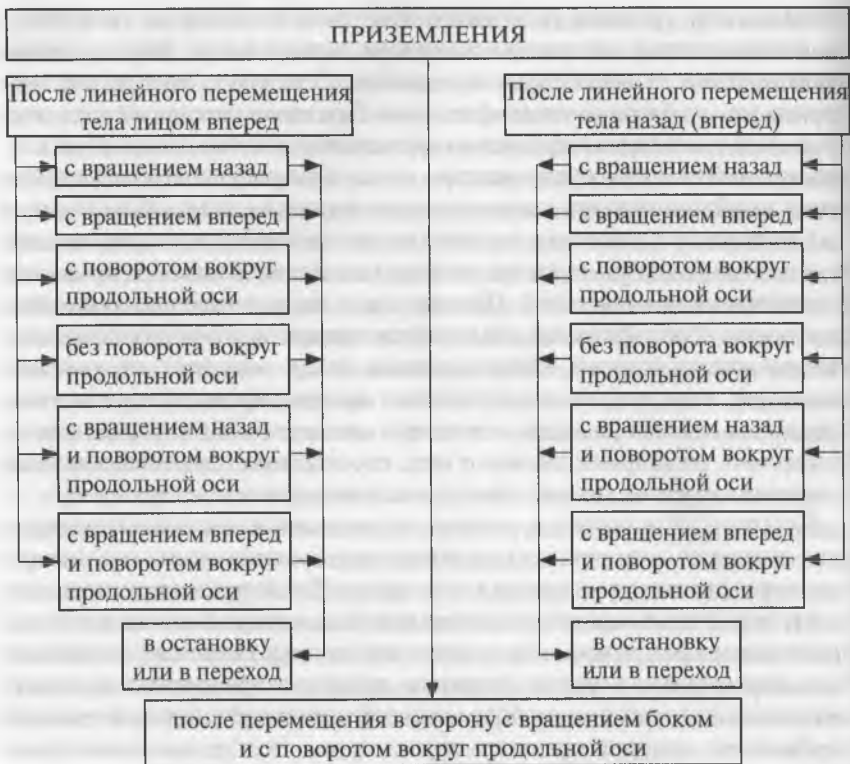 ПРИЗЕМЛЕНИЯ
После линейного перемещения
тела лицом вперед
с вращением назад
с вращением вперед
с поворотом вокруг
продольной оси
без поворота вокруг
продольной оси
с вращением назад
и поворотом вокруг
продольной оси
с вращением вперед
и поворотом вокруг
продольной оси
в остановку
или в переход
После линейного перемещения
тела назад (вперед)
с вращением назад
с вращением вперед
с поворотом вокруг
продольной оси
без поворота вокруг
продольной оси
с вращением назад
и поворотом вокруг
продольной оси
с вращением вперед
и поворотом вокруг
продольной оси
в остановку
или в переход
после перемещения в сторону с вращением боком
и с поворотом вокруг продольной оси